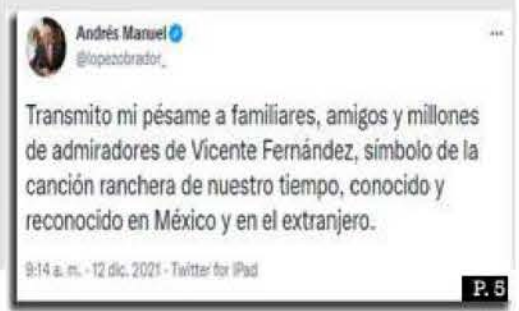 Andrés Manuel
@lopezobrador_
Transmito mi pésame a familiares, amigos y millones
de admiradores de Vicente Fernández, símbolo de la
canción ranchera de nuestro tiempo, conocido y
reconocido en México y en el extranjero.
9:14 a. m. · 12 dic. 2021 · Twitter for iPad
P. 5